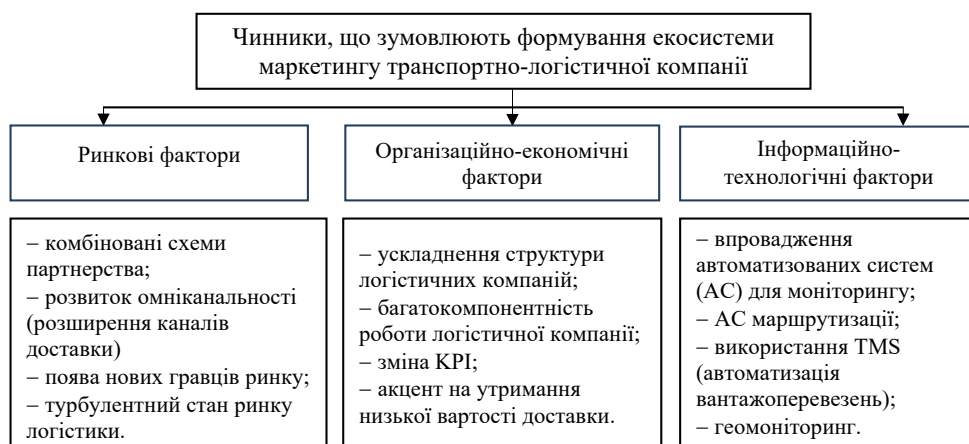 Чинники, що зумовлюють формування екосистеми
маркетингу транспортно-логістичної компанії
Ринкові фактори
Організаційно-економічні
фактори
Інформаційно-
технологічні фактори
– комбіновані схеми
партнерства;
– розвиток омніканальності
(розширення каналів
доставки)
– поява нових гравців ринку;
– турбулентний стан ринку
логістики.
– ускладнення структури
логістичних компаній;
– багатокомпонентність
роботи логістичної компанії;
– зміна KPI;
– акцент на утримання
низької вартості доставки.
– впровадження
автоматизованих систем
(АС) для моніторингу;
– АС маршрутизації;
– використання TMS
(автоматизація
вантажоперевезень);
– геомоніторинг.